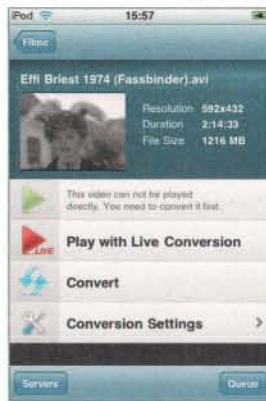 iPod 15:57
Filme
Effi Briest 1974 (Fassbinder).avi
Resolution 592x432
Duration 2:14:33
File Size 1216 MB
This video can not be played
directly. You need to convert it first.
LIVE
Play with Live Conversion
Convert
Conversion Settings
Servers Queue